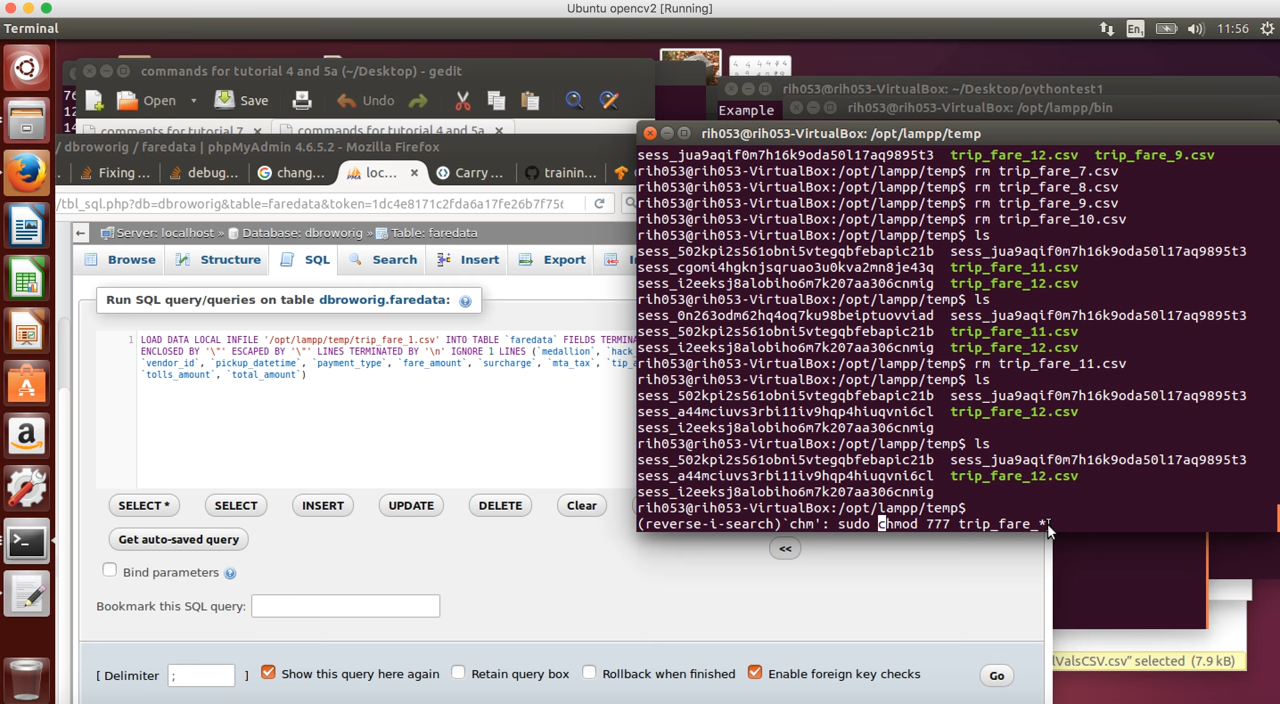 Ubuntu opencv2 [Running]
Terminal
En1
11:56
commands for tutorial 4 and 5a (~/Desktop) - gedit
Open
Save
Undo
comments for tutorial 7
commands for tutorial 4 and 5a
rih053@rih053-VirtualBox: ~/Desktop/pythontest1
Example
rih053@rih053-VirtualBox: /opt/lampp/bin
/ dbroworig / faredata | phpMyAdmin 4.6.5.2 - Mozilla Firefox
Fixing ...
debug...
chang...
loc...
Carry ...
trainin...
/tbl_sql.php?db=dbroworig&table=faredata&token=1dc4e8171c2fda6a17fe26b7f75
Server: localhost » Database: dbroworig » Table: faredata
Browse
Structure
SQL
Search
Insert
Export
Run SQL query/queries on table dbroworig.faredata:
1
LOAD DATA LOCAL INFILE '/opt/lampp/temp/trip_fare_1.csv' INTO TABLE `faredata` FIELDS TERMINA
ENCLOSED BY '\"' ESCAPED BY '\"' LINES TERMINATED BY '\n' IGNORE 1 LINES (`medallion`, `hack_
`vendor_id`, `pickup_datetime`, `payment_type`, `fare_amount`, `surcharge`, `mta_tax`, `tip_a
`tolls_amount`, `total_amount`)
SELECT *
SELECT
INSERT
UPDATE
DELETE
Clear
Get auto-saved query
<<
Bind parameters
Bookmark this SQL query:
[ Delimiter ; ]
Show this query here again
Retain query box
Rollback when finished
Enable foreign key checks
Go
rih053@rih053-VirtualBox: /opt/lampp/temp
sess_jua9aqif0m7h16k9oda50l17aq9895t3 trip_fare_12.csv trip_fare_9.csv
rih053@rih053-VirtualBox:/opt/lampp/temp$ rm trip_fare_7.csv
rih053@rih053-VirtualBox:/opt/lampp/temp$ rm trip_fare_8.csv
rih053@rih053-VirtualBox:/opt/lampp/temp$ rm trip_fare_9.csv
rih053@rih053-VirtualBox:/opt/lampp/temp$ rm trip_fare_10.csv
rih053@rih053-VirtualBox:/opt/lampp/temp$ ls
sess_502kpi2s561obni5vtegqbfebapic21b sess_jua9aqif0m7h16k9oda50l17aq9895t3
sess_cgomi4hgknjsqruao3u0kva2mn8je43q trip_fare_11.csv
sess_i2eeksj8alobiho6m7k207aa306cnmig trip_fare_12.csv
rih053@rih053-VirtualBox:/opt/lampp/temp$ ls
sess_0n263odm62hq4oq7ku98beiptuovviad sess_jua9aqif0m7h16k9oda50l17aq9895t3
sess_502kpi2s561obni5vtegqbfebapic21b trip_fare_11.csv
sess_i2eeksj8alobiho6m7k207aa306cnmig trip_fare_12.csv
rih053@rih053-VirtualBox:/opt/lampp/temp$ rm trip_fare_11.csv
rih053@rih053-VirtualBox:/opt/lampp/temp$ ls
sess_502kpi2s561obni5vtegqbfebapic21b sess_jua9aqif0m7h16k9oda50l17aq9895t3
sess_a44mciuvs3rbi11iv9hqp4hiuqvni6cl trip_fare_12.csv
sess_i2eeksj8alobiho6m7k207aa306cnmig
rih053@rih053-VirtualBox:/opt/lampp/temp$ ls
sess_502kpi2s561obni5vtegqbfebapic21b sess_jua9aqif0m7h16k9oda50l17aq9895t3
sess_a44mciuvs3rbi11iv9hqp4hiuqvni6cl trip_fare_12.csv
sess_i2eeksj8alobiho6m7k207aa306cnmig
rih053@rih053-VirtualBox:/opt/lampp/temp$
(reverse-i-search)`chm': sudo chmod 777 trip_fare_*
lValsCSV.csv" selected (7.9 kB)